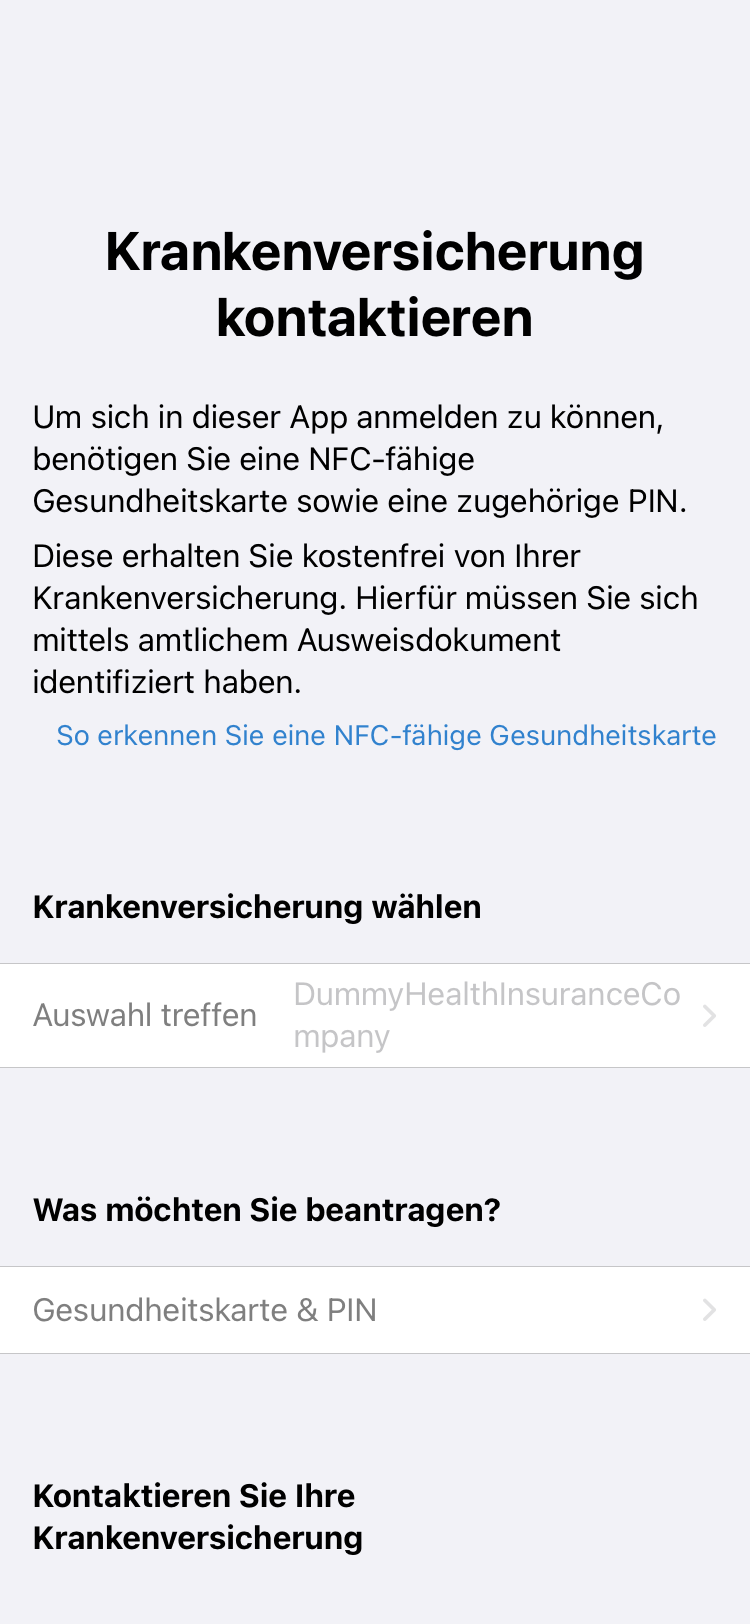 Krankenversicherung
kontaktieren
Um sich in dieser App anmelden zu können,
benötigen Sie eine NFC-fähige
Gesundheitskarte sowie eine zugehörige PIN.
Diese erhalten Sie kostenfrei von Ihrer
Krankenversicherung. Hierfür müssen Sie sich
mittels amtlichem Ausweisdokument
identifiziert haben.
So erkennen Sie eine NFC-fähige Gesundheitskarte
Krankenversicherung wählen
Auswahl treffen
DummyHealthInsuranceCo
mpany
Was möchten Sie beantragen?
Gesundheitskarte & PIN
Kontaktieren Sie Ihre
Krankenversicherung